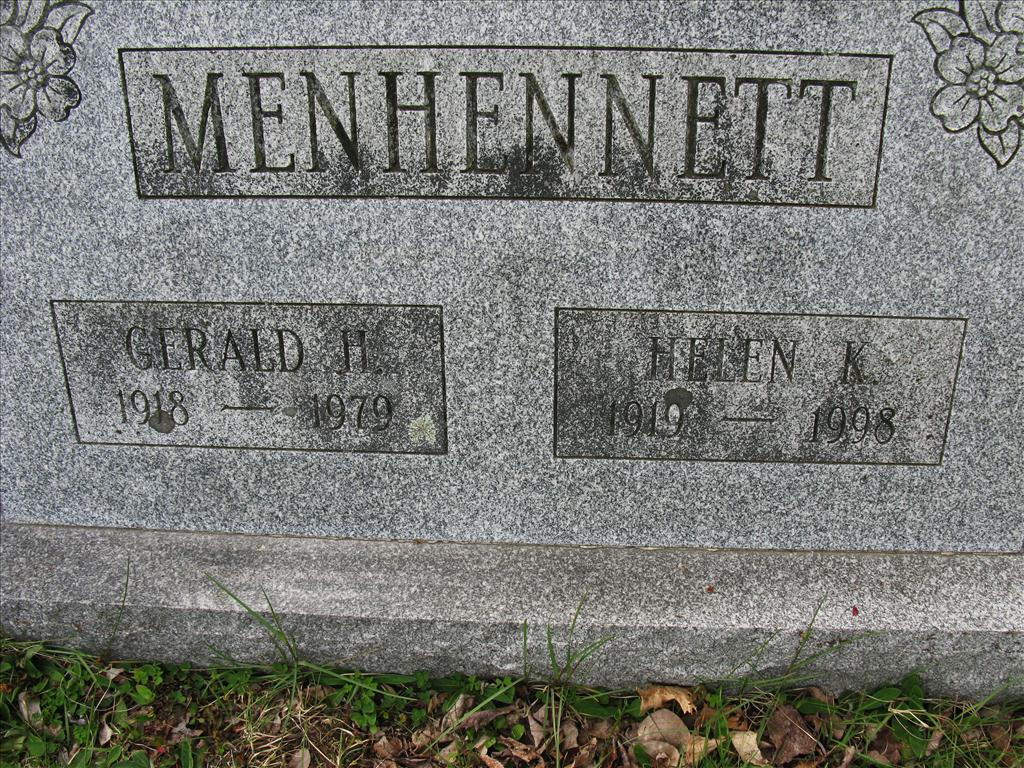 MENHENNETT
GERALD H.
1918 — 1979
HELEN K.
1919 — 1998